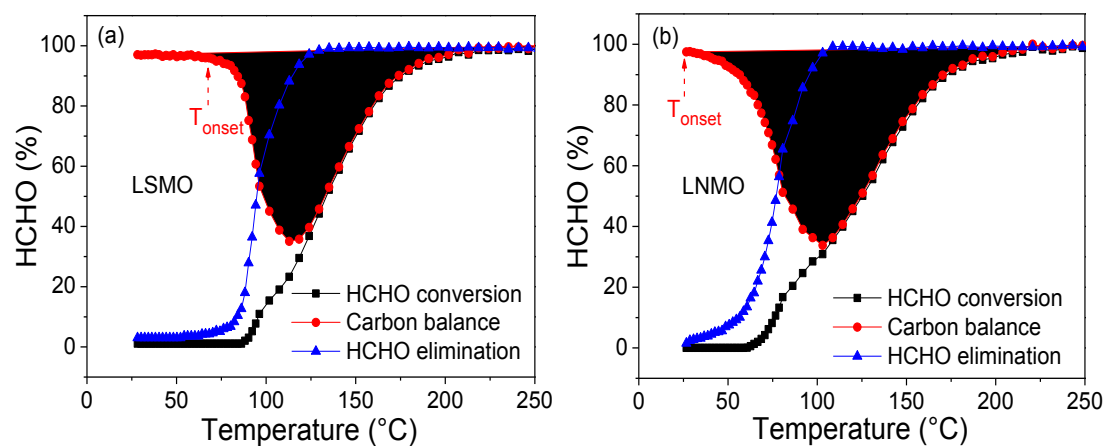 (a)
100
80
60
40
20
0
HCHO (%)
T onset
LSMO
HCHO conversion
Carbon balance
HCHO elimination
0 50 100 150 200 250
Temperature (°C)
(b)
100
80
60
40
20
0
HCHO (%)
T onset
LNMO
HCHO conversion
Carbon balance
HCHO elimination
0 50 100 150 200 250
Temperature (°C)